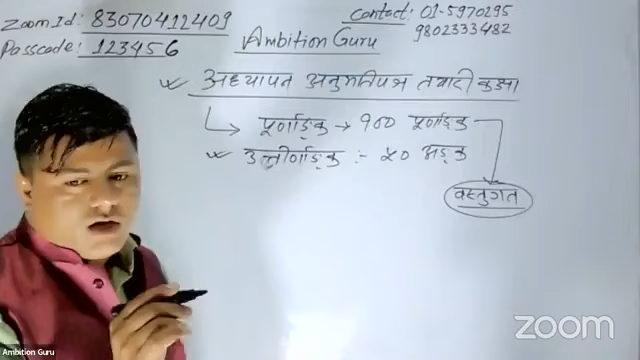 Zoom Id: 83070412409
Passcode: 123456
Ambition Guru
Contact: 01-5970295
9802333482
अध्यापन अनुमतिपत्र तयारी कक्षा
पूर्णाङ्क → १०० पूर्णाङ्क
उत्तीर्णाङ्क :- ५० अङ्क
वस्तुगत
zoom
Ambition Guru